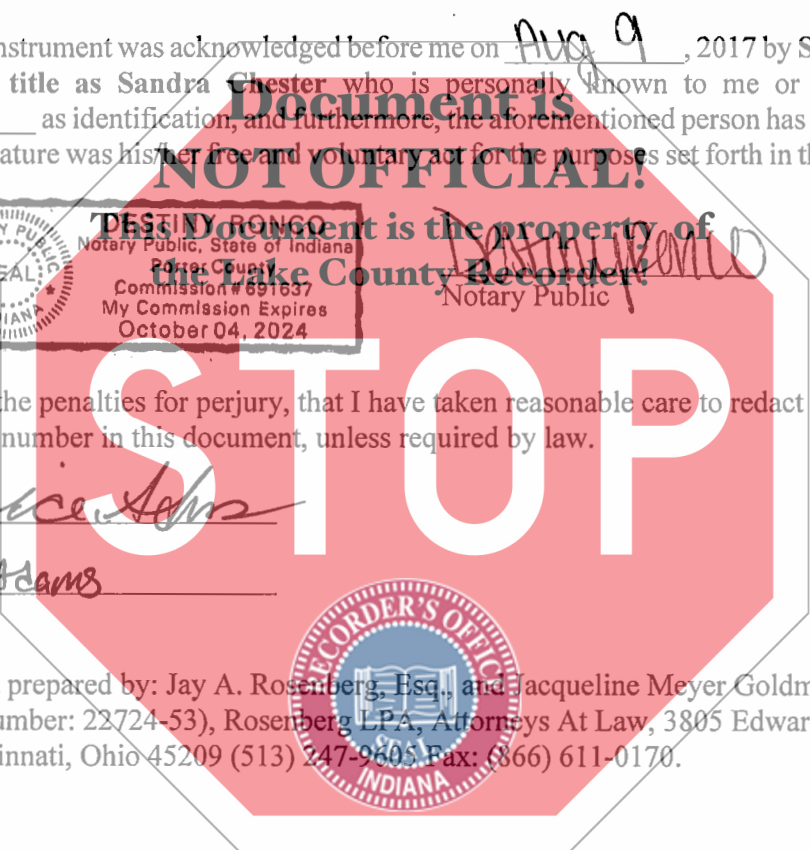 nstrument was acknowledged before me on Aug 9, 2017 by S
title as Sandra Chester who is personally known to me or
as identification, and furthermore, the aforementioned person has
ature was his/her free and voluntary act for the purposes set forth in th
Document is
NOT OFFICIAL!
This Document is the property of
the Lake County Recorder!
Y PUBLIC
EAL
IANA
DESTINY RONCO
Notary Public, State of Indiana
Porter County
Commission # 691637
My Commission Expires
October 04, 2024
Notary Public
STOP
the penalties for perjury, that I have taken reasonable care to redact
number in this document, unless required by law.
dams
RECORDER'S OFFICE
SEAL
INDIANA
prepared by: Jay A. Rosenberg, Esq., and Jacqueline Meyer Goldm
umber: 22724-53), Rosenberg LPA, Attorneys At Law, 3805 Edwar
innati, Ohio 45209 (513) 247-9605 Fax: (866) 611-0170.